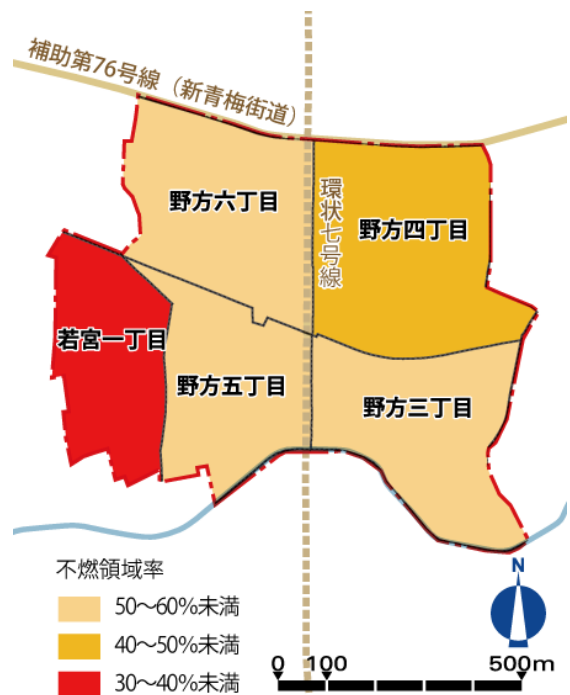 補助第76号線（新青梅街道）
環状七号線
野方六丁目
野方四丁目
若宮一丁目
野方五丁目
野方三丁目
不燃領域率
50～60%未満
40～50%未満
30～40%未満
N
0 100 500m